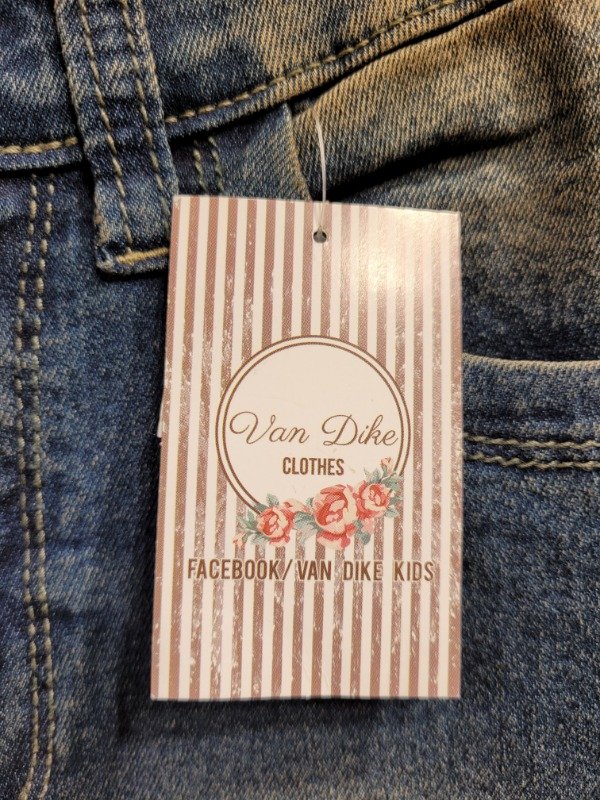 Van Dike
CLOTHES
FACEBOOK/VAN DIKE KIDS